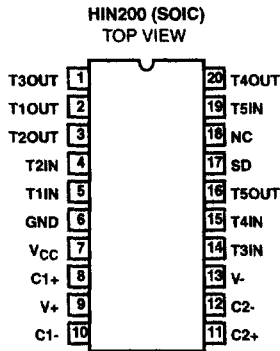 HIN200 (SOIC)
TOP VIEW
T3OUT 1 20 T4OUT
T1OUT 2 19 T5IN
T2OUT 3 18 NC
T2IN 4 17 SD
T1IN 5 16 T5OUT
GND 6 15 T4IN
VCC 7 14 T3IN
C1+ 8 13 V-
V+ 9 12 C2-
C1- 10 11 C2+